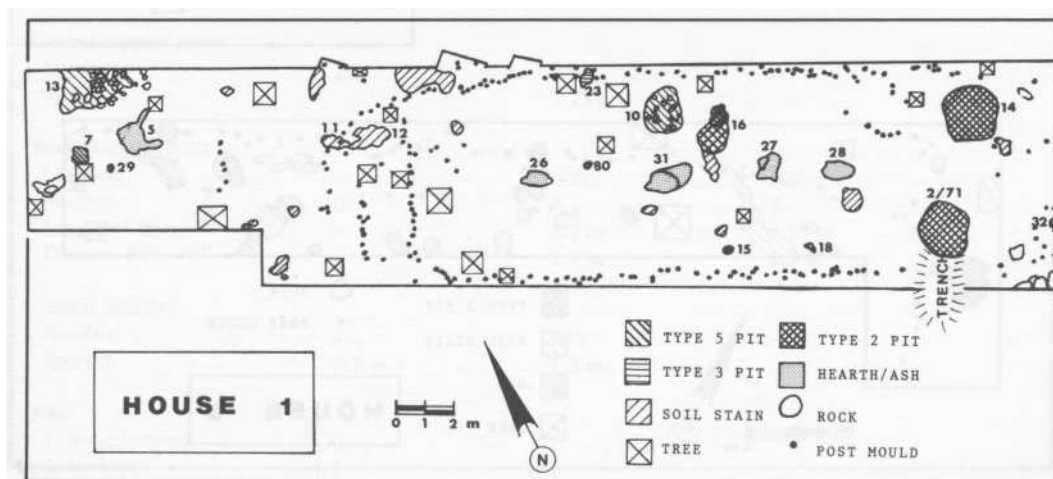 13
7
5
29
11
12
23
10
16
26
80
31
27
28
14
2/71
32
15
18
TRENCH
HOUSE 1
0 1 2 m
N
TYPE 5 PIT
TYPE 2 PIT
TYPE 3 PIT
HEARTH/ASH
SOIL STAIN
ROCK
TREE
POST MOULD